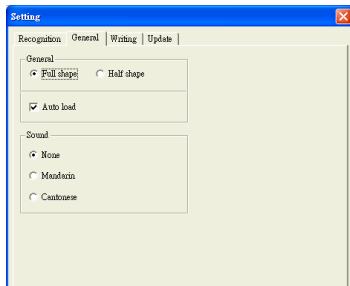 Setting
Recognition General Writing Update
General
Full shape Half shape
Auto load
Sound
None
Mandarin
Cantonese